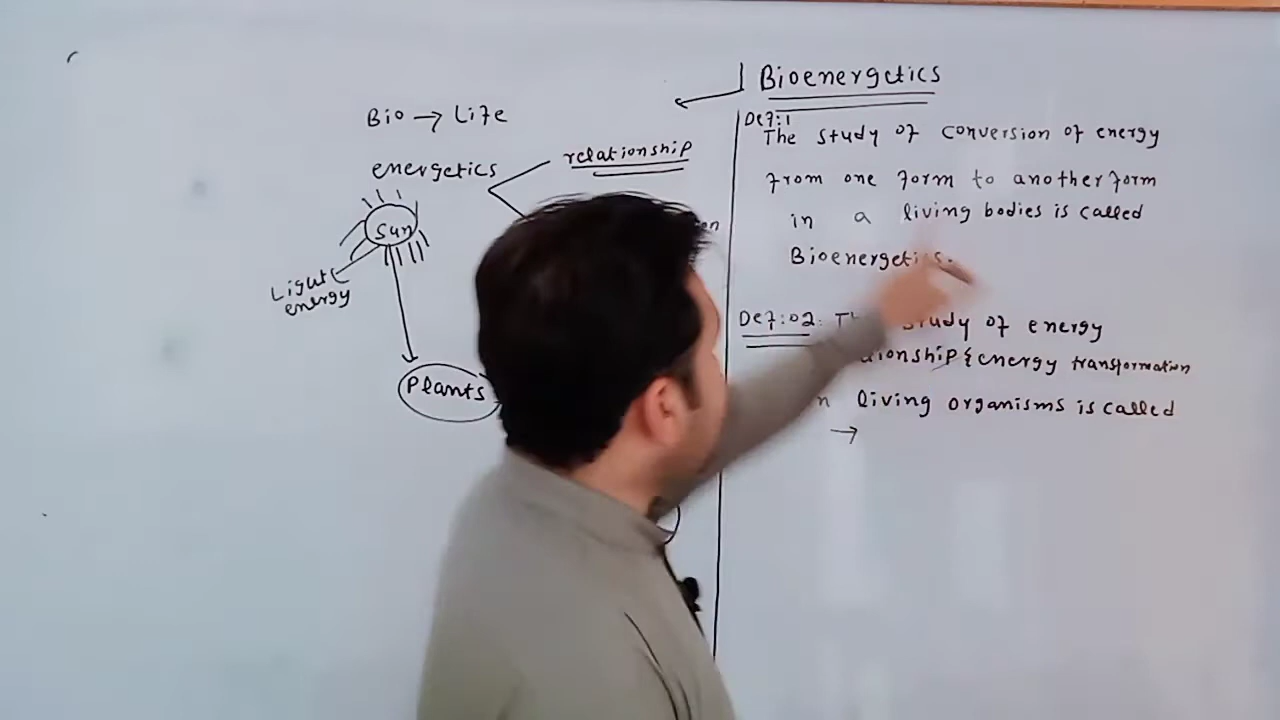 Bioenergetics
Bio → Life
energetics
relationship
Sun
Light
energy
Plants
Def:1
The study of conversion of energy
from one form to another form
in a living bodies is called
Bioenergetics.
Def:02: study of energy
& energy transformation
living organisms is called
→